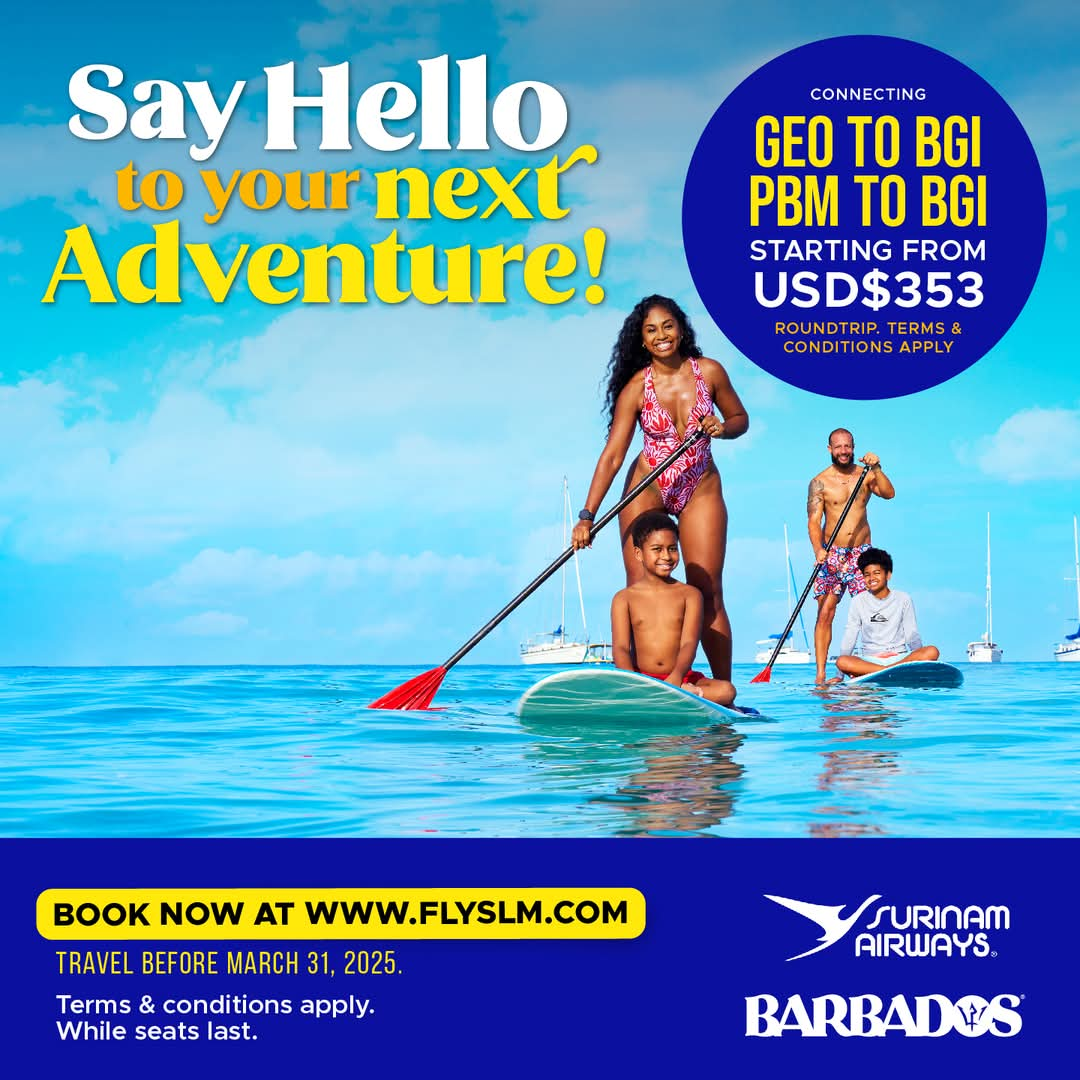 Say Hello
to your next
Adventure!
CONNECTING
GEO TO BGI
PBM TO BGI
STARTING FROM
USD$353
ROUNDTRIP. TERMS &
CONDITIONS APPLY
BOOK NOW AT WWW.FLYSLM.COM
TRAVEL BEFORE MARCH 31, 2025.
Terms & conditions apply.
While seats last.
SURINAM
AIRWAYS®
BARBADOS®